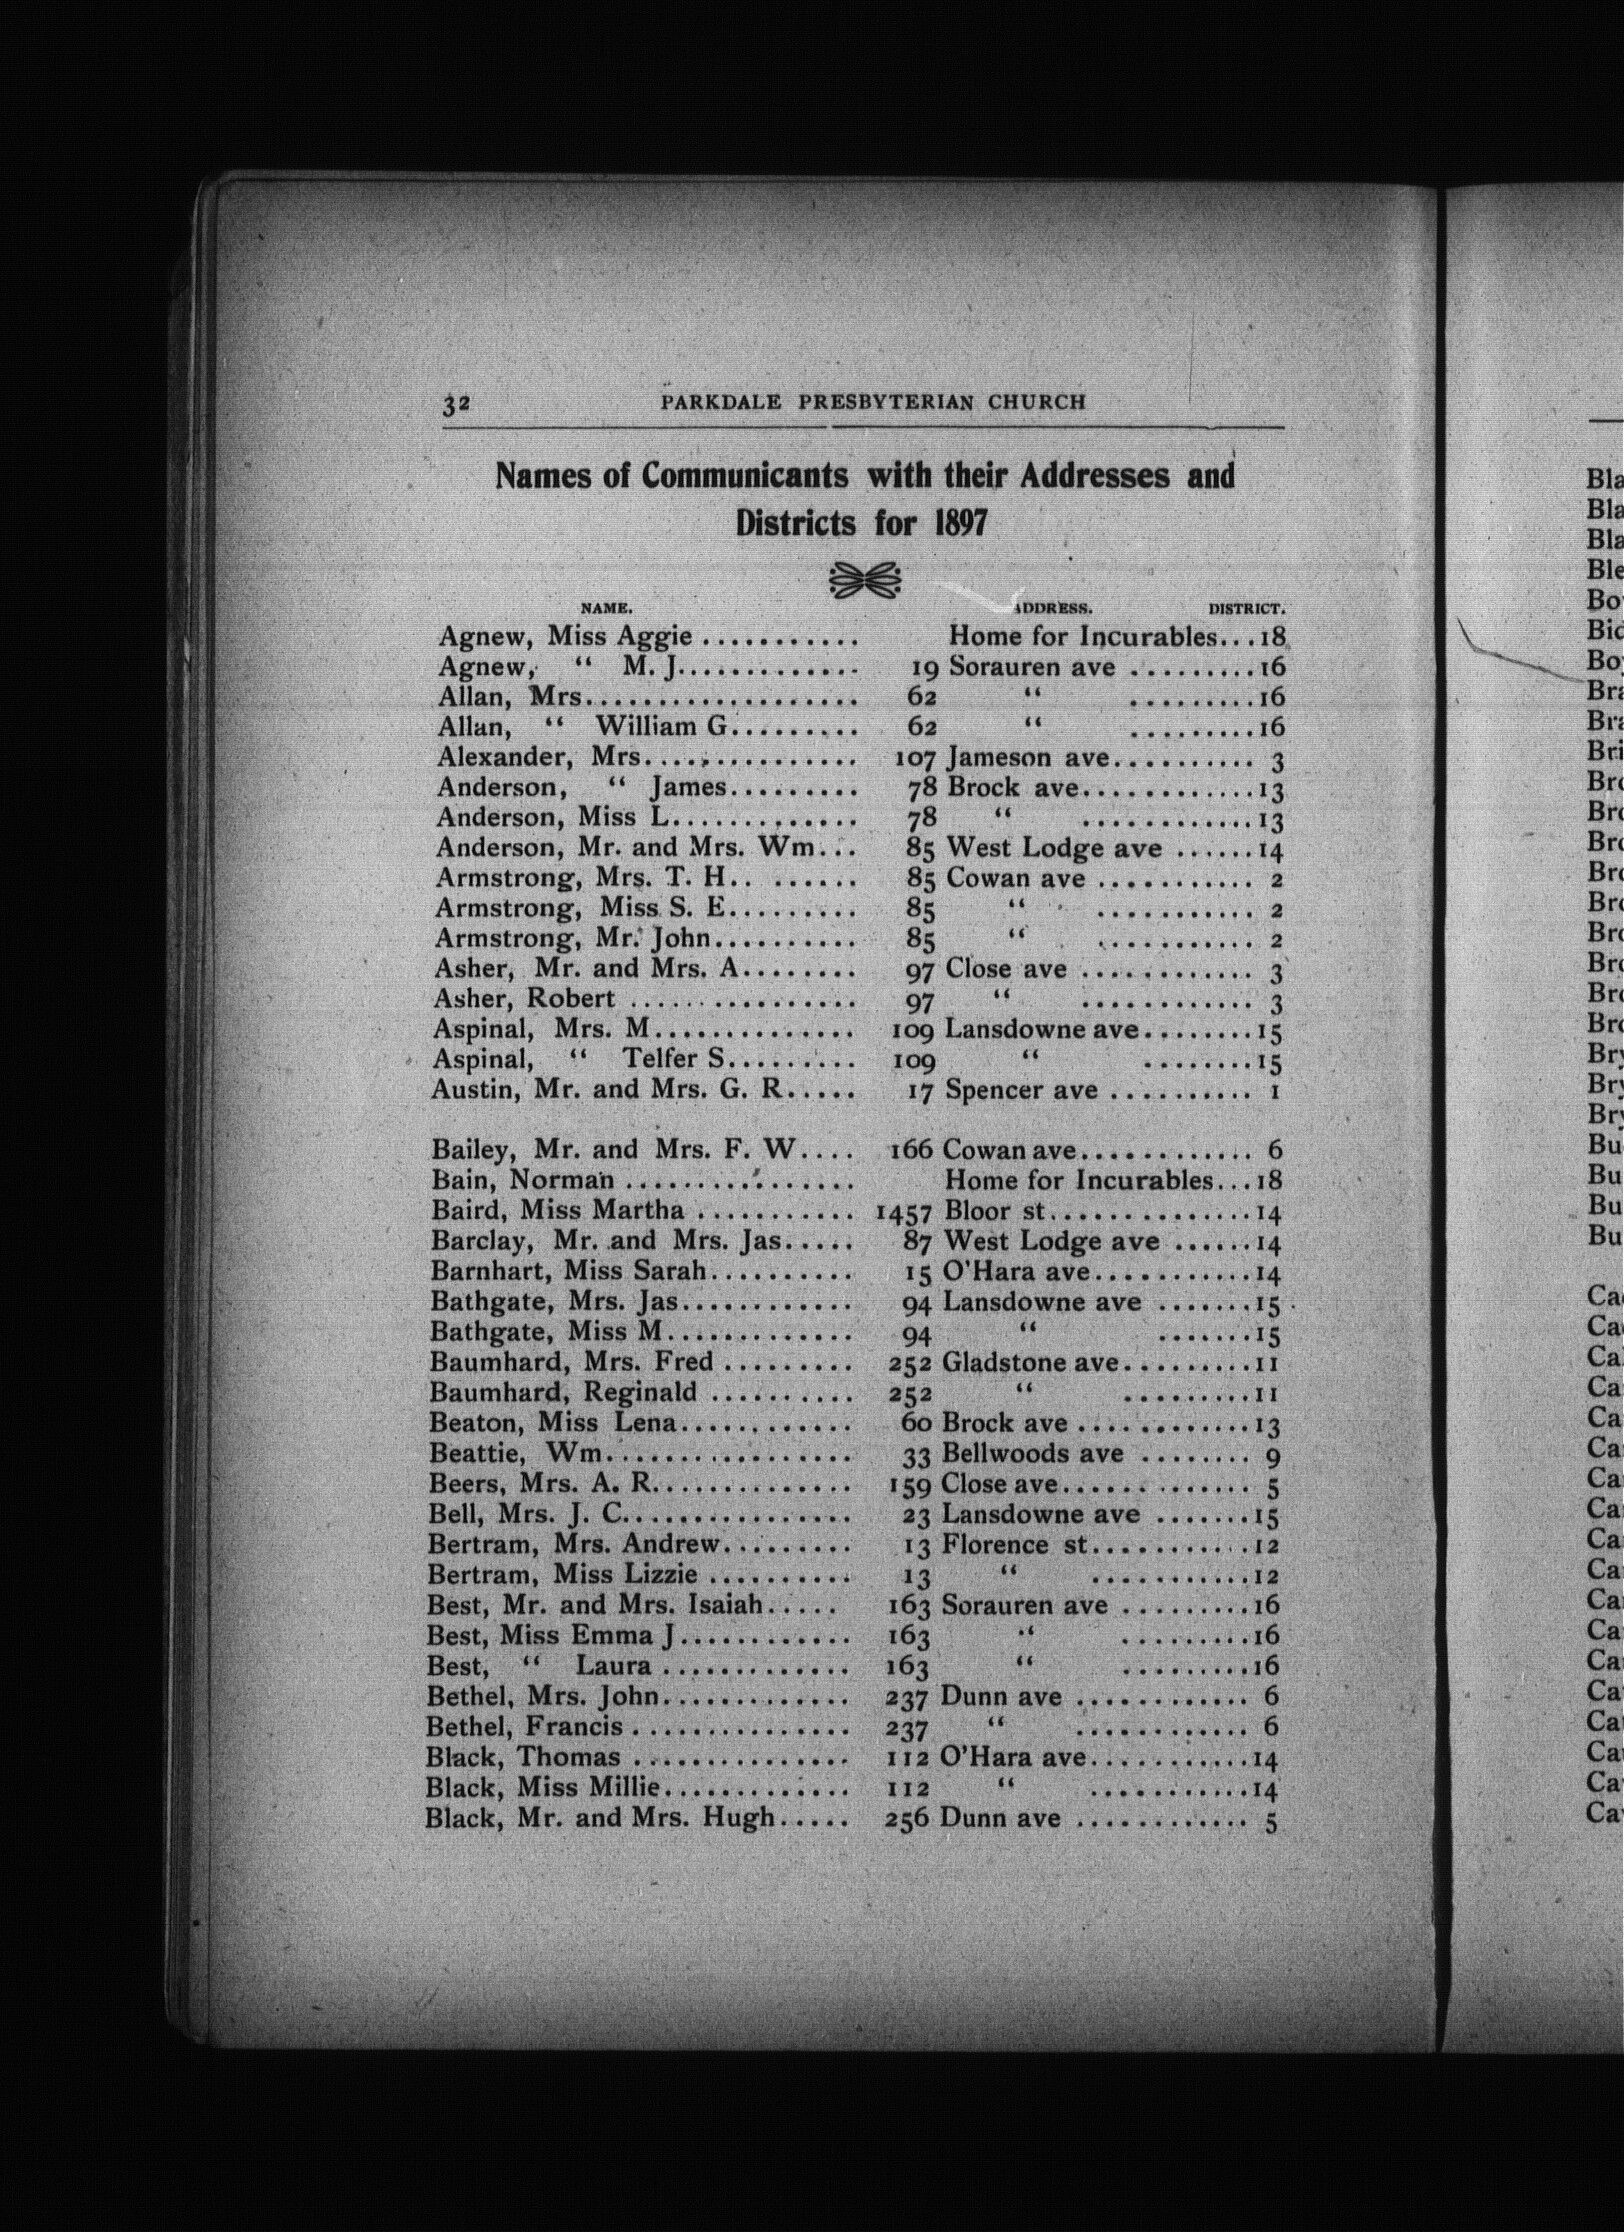 32 PARKDALE PRESBYTERIAN CHURCH
Names of Communicants with their Addresses and
Districts for 1897
NAME. ADDRESS. DISTRICT.
Agnew, Miss Aggie ........... Home for Incurables...18
Agnew, “ M. J............. 19 Sorauren ave .........16
Allan, Mrs................... 62 “ .........16
Allan, “ William G......... 62 “ .........16
Alexander, Mrs............... 107 Jameson ave.......... 3
Anderson, “ James......... 78 Brock ave............13
Anderson, Miss L............. 78 “ ............13
Anderson, Mr. and Mrs. Wm... 85 West Lodge ave ......14
Armstrong, Mrs. T. H.. ...... 85 Cowan ave ........... 2
Armstrong, Miss S. E......... 85 “ ........... 2
Armstrong, Mr. John.......... 85 “ ........... 2
Asher, Mr. and Mrs. A........ 97 Close ave ............ 3
Asher, Robert ................ 97 “ ............ 3
Aspinal, Mrs. M.............. 109 Lansdowne ave........15
Aspinal, “ Telfer S......... 109 “ ........15
Austin, Mr. and Mrs. G. R..... 17 Spencer ave .......... 1
Bailey, Mr. and Mrs. F. W.... 166 Cowan ave............ 6
Bain, Norman ................ Home for Incurables...18
Baird, Miss Martha ........... 1457 Bloor st..............14
Barclay, Mr. and Mrs. Jas..... 87 West Lodge ave ......14
Barnhart, Miss Sarah.......... 15 O'Hara ave...........14
Bathgate, Mrs. Jas............ 94 Lansdowne ave .......15
Bathgate, Miss M............. 94 “ .......15
Baumhard, Mrs. Fred ......... 252 Gladstone ave.........11
Baumhard, Reginald .......... 252 “ .........11
Beaton, Miss Lena............ 60 Brock ave ............13
Beattie, Wm................. 33 Bellwoods ave ........ 9
Beers, Mrs. A. R.............. 159 Close ave............. 5
Bell, Mrs. J. C................ 23 Lansdowne ave .......15
Bertram, Mrs. Andrew......... 13 Florence st...........12
Bertram, Miss Lizzie .......... 13 “ ...........12
Best, Mr. and Mrs. Isaiah..... 163 Sorauren ave .........16
Best, Miss Emma J............ 163 “ .........16
Best, “ Laura ............. 163 “ .........16
Bethel, Mrs. John............. 237 Dunn ave ............ 6
Bethel, Francis ............... 237 “ ............ 6
Black, Thomas ............... 112 O'Hara ave...........14
Black, Miss Millie............. 112 “ ...........14
Black, Mr. and Mrs. Hugh..... 256 Dunn ave ............ 5